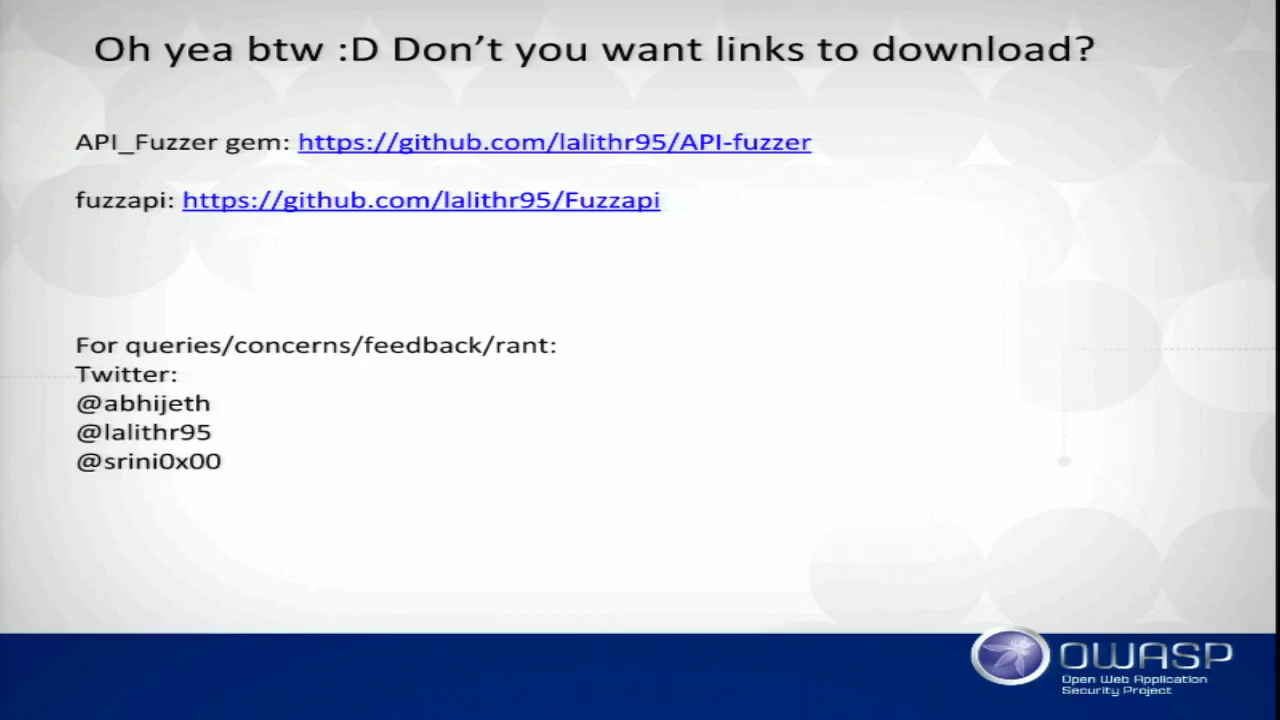 Oh yea btw :D Don't you want links to download?
API_Fuzzer gem: https://github.com/lalithr95/API-fuzzer
fuzzapi: https://github.com/lalithr95/Fuzzapi
For queries/concerns/feedback/rant:
Twitter:
@abhijeth
@lalithr95
@srini0x00
OWASP
Open Web Application
Security Project